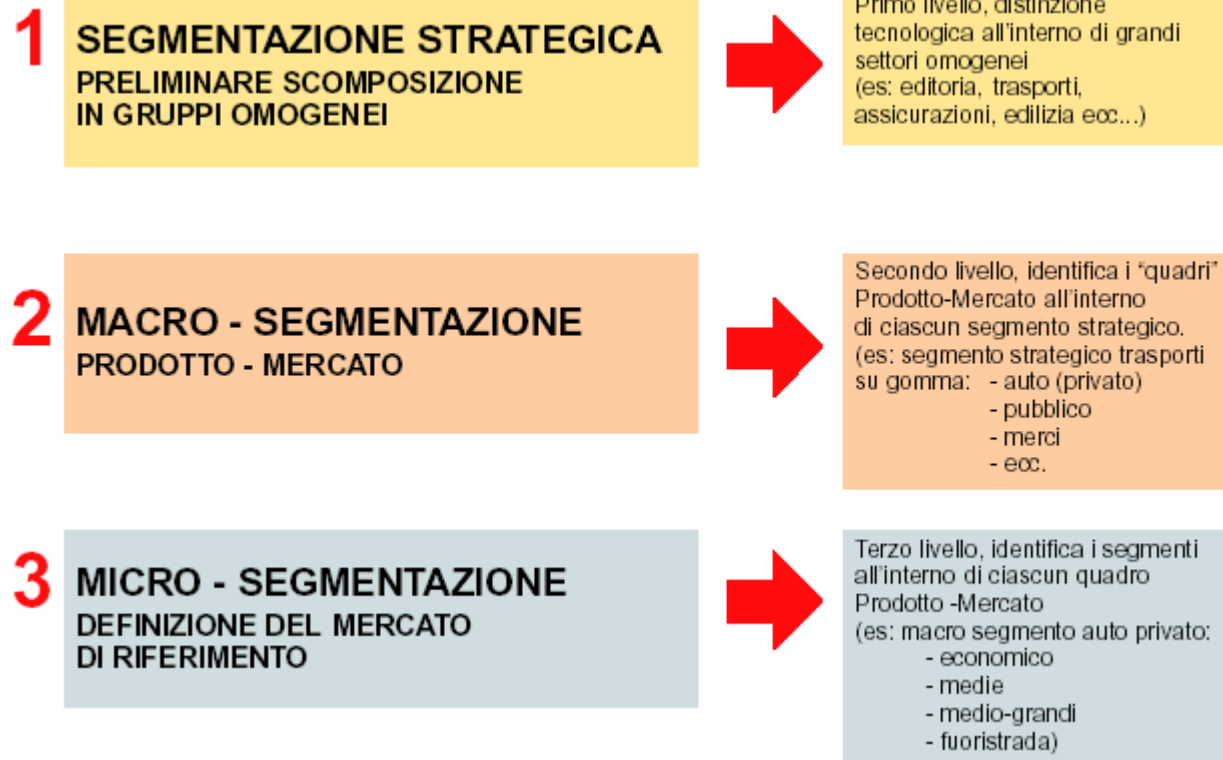 1
SEGMENTAZIONE STRATEGICA
PRELIMINARE SCOMPOSIZIONE
IN GRUPPI OMOGENEI
Primo livello, distinzione
tecnologica all'interno di grandi
settori omogenei
(es: editoria, trasporti,
assicurazioni, edilizia ecc...)
2
MACRO - SEGMENTAZIONE
PRODOTTO - MERCATO
Secondo livello, identifica i “quadri”
Prodotto-Mercato all'interno
di ciascun segmento strategico.
(es: segmento strategico trasporti
su gomma: - auto (privato)
- pubblico
- merci
- ecc.
3
MICRO - SEGMENTAZIONE
DEFINIZIONE DEL MERCATO
DI RIFERIMENTO
Terzo livello, identifica i segmenti
all'interno di ciascun quadro
Prodotto -Mercato
(es: macro segmento auto privato:
- economico
- medie
- medio-grandi
- fuoristrada)